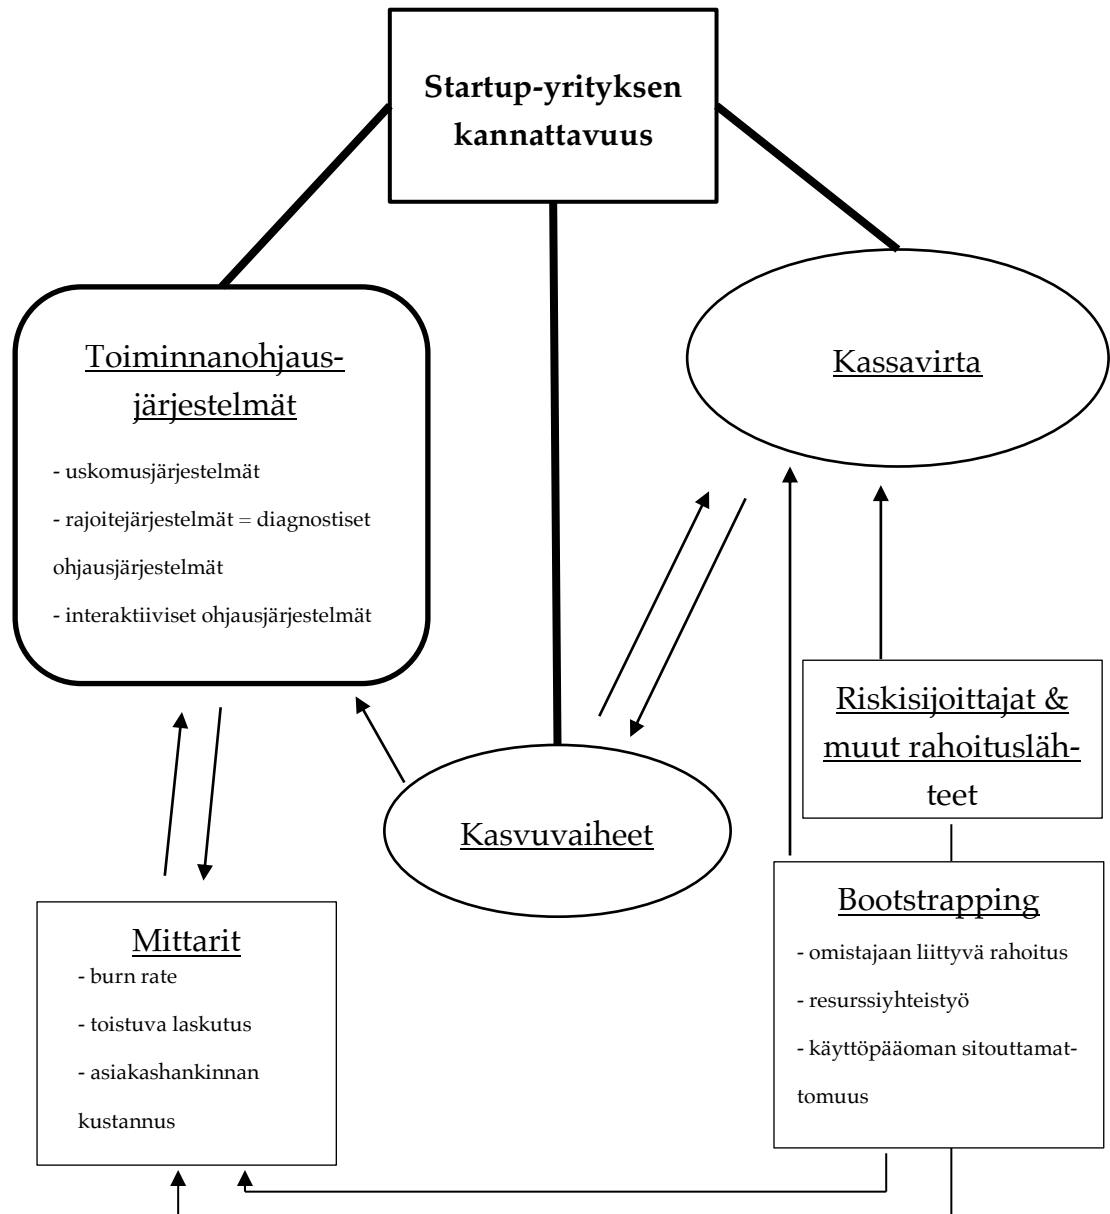 Startup-yrityksen
kannattavuus
Toiminnanohjaus-
järjestelmät
- uskomusjärjestelmät
- rajoitejärjestelmät = diagnostiset
ohjausjärjestelmät
- interaktiiviset ohjausjärjestelmät
Kassavirta
Riskisijoittajat &
muut rahoitusläh-
teet
Kasvuvaiheet
Mittarit
- burn rate
- toistuva laskutus
- asiakashankinnan
kustannus
Bootstrapping
- omistajaan liittyvä rahoitus
- resurssiyhteistyö
- käyttöpääoman sitouttamat-
tomuus